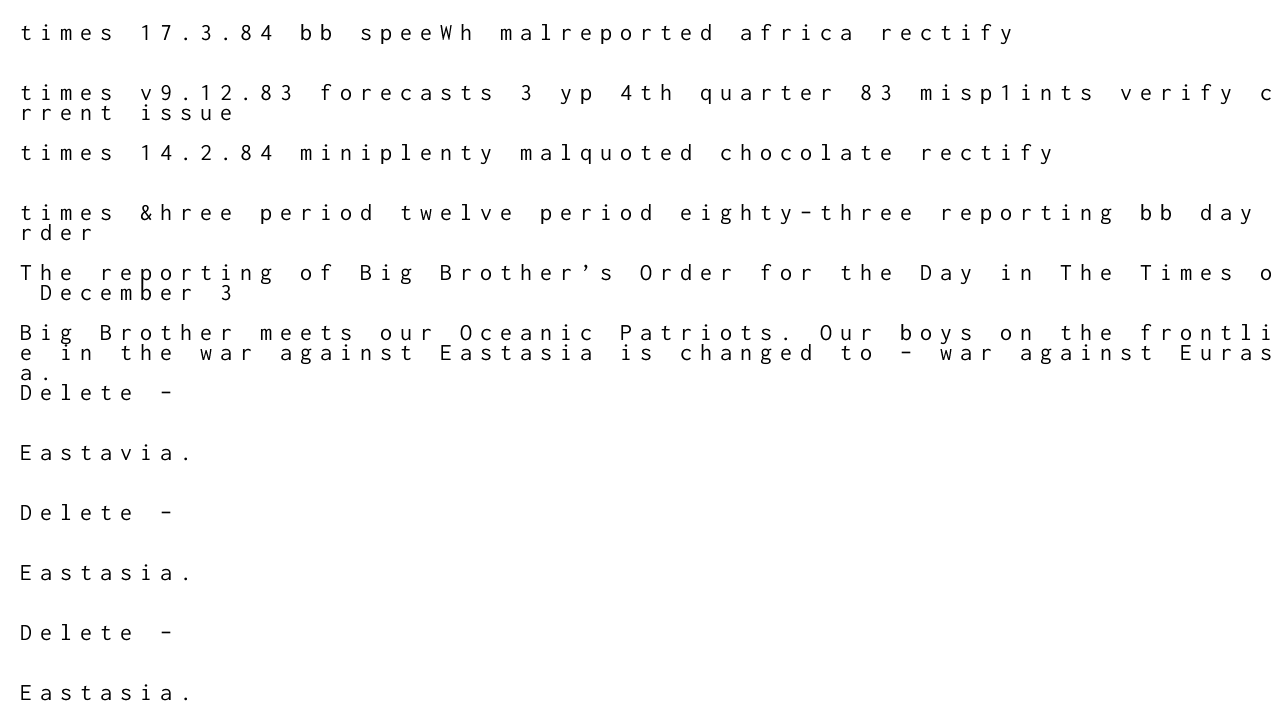 times 17.3.84 bb speeWh malreported africa rectify
times v9.12.83 forecasts 3 yp 4th quarter 83 misp1ints verify c
rrent issue
times 14.2.84 miniplenty malquoted chocolate rectify
times &hree period twelve period eighty-three reporting bb day
rder
The reporting of Big Brother’s Order for the Day in The Times o
December 3
Big Brother meets our Oceanic Patriots. Our boys on the frontli
e in the war against Eastasia is changed to - war against Euras
a.
Delete -
Eastavia.
Delete -
Eastasia.
Delete -
Eastasia.